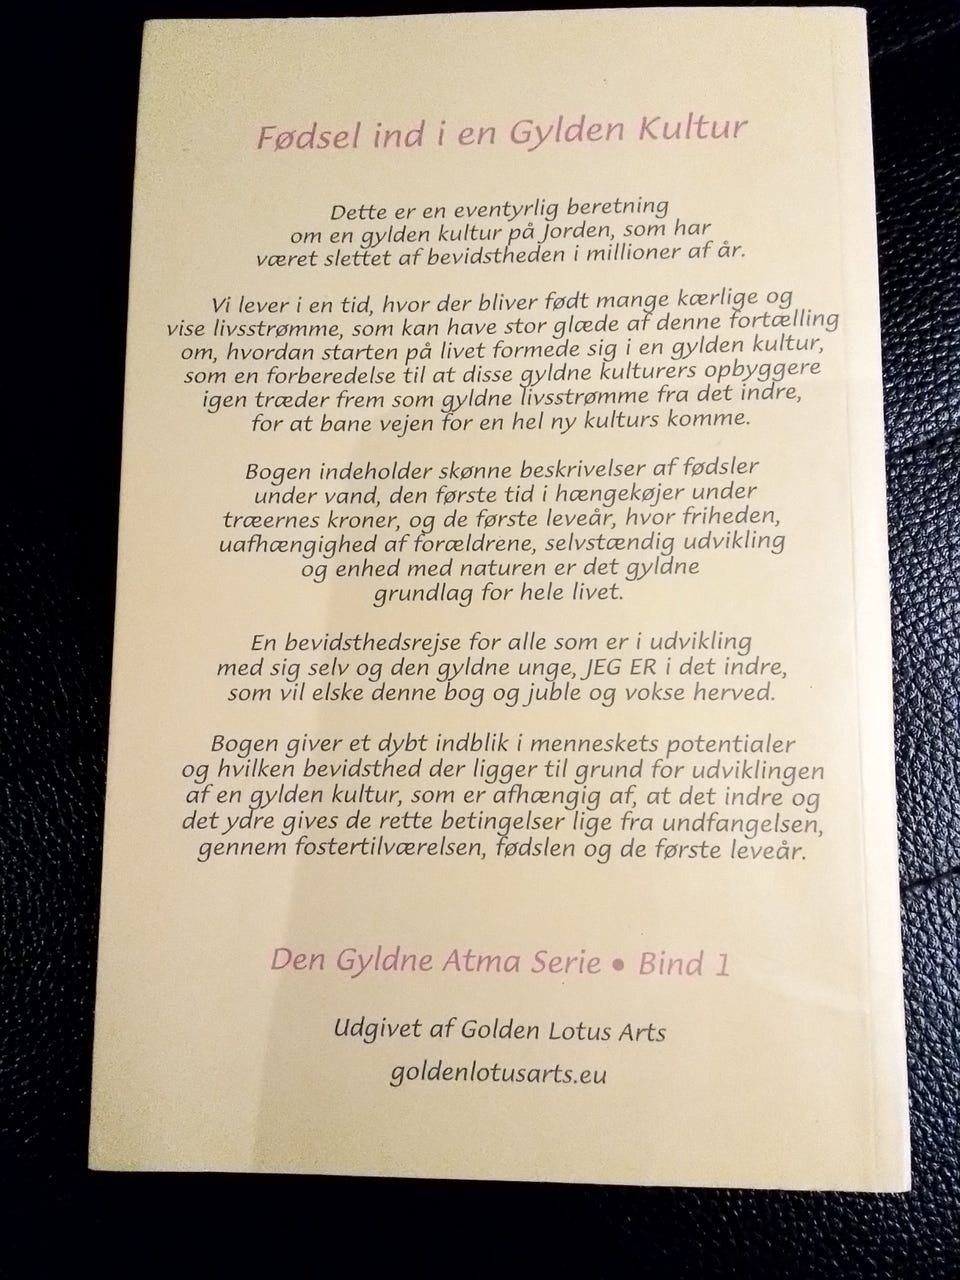 Fødsel ind i en Gylden Kultur
Dette er en eventyrlig beretning
om en gylden kultur på Jorden, som har
været slettet af bevidstheden i millioner af år.
Vi lever i en tid, hvor der bliver født mange kærlige og
vise livsstrømme, som kan have stor glæde af denne fortælling
om, hvordan starten på livet formede sig i en gylden kultur,
som en forberedelse til at disse gyldne kulturers opbyggere
igen træder frem som gyldne livsstrømme fra det indre,
for at bane vejen for en hel ny kulturs komme.
Bogen indeholder skønne beskrivelser af fødsler
under vand, den første tid i hængekøjer under
træernes kroner, og de første leveår, hvor friheden,
uafhængighed af forældrene, selvstændig udvikling
og enhed med naturen er det gyldne
grundlag for hele livet.
En bevidsthedsrejse for alle som er i udvikling
med sig selv og den gyldne unge, JEG ER i det indre,
som vil elske denne bog og juble og vokse herved.
Bogen giver et dybt indblik i menneskets potentialer
og hvilken bevidsthed der ligger til grund for udviklingen
af en gylden kultur, som er afhængig af, at det indre og
det ydre gives de rette betingelser lige fra undfangelsen,
gennem fostertilværelsen, fødslen og de første leveår.
Den Gyldne Atma Serie • Bind 1
Udgivet af Golden Lotus Arts
goldenlotusarts.eu